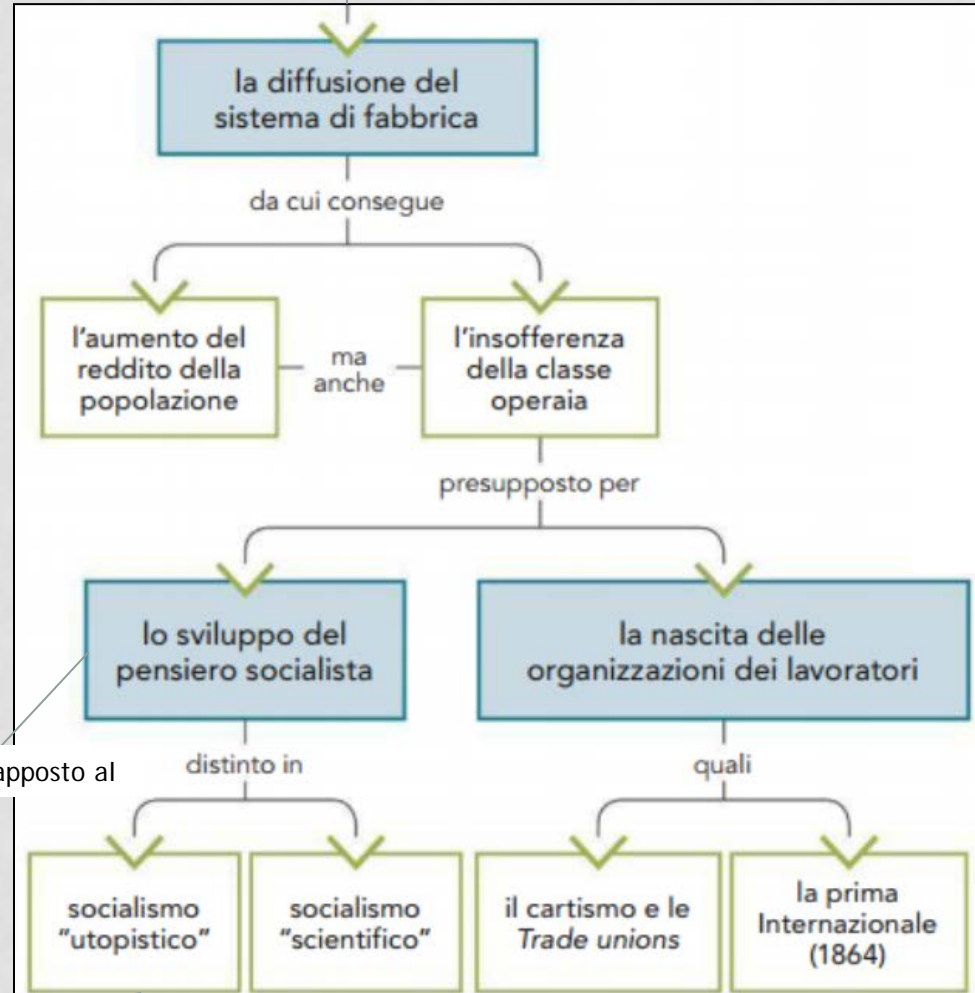 la diffusione del
sistema di fabbrica
da cui consegue
l'aumento del
reddito della
popolazione
ma
anche
l'insofferenza
della classe
operaia
presupposto per
lo sviluppo del
pensiero socialista
la nascita delle
organizzazioni dei lavoratori
apposto al
distinto in
quali
socialismo
"utopistico"
socialismo
"scientifico"
il cartismo e le
Trade unions
la prima
Internazionale
(1864)